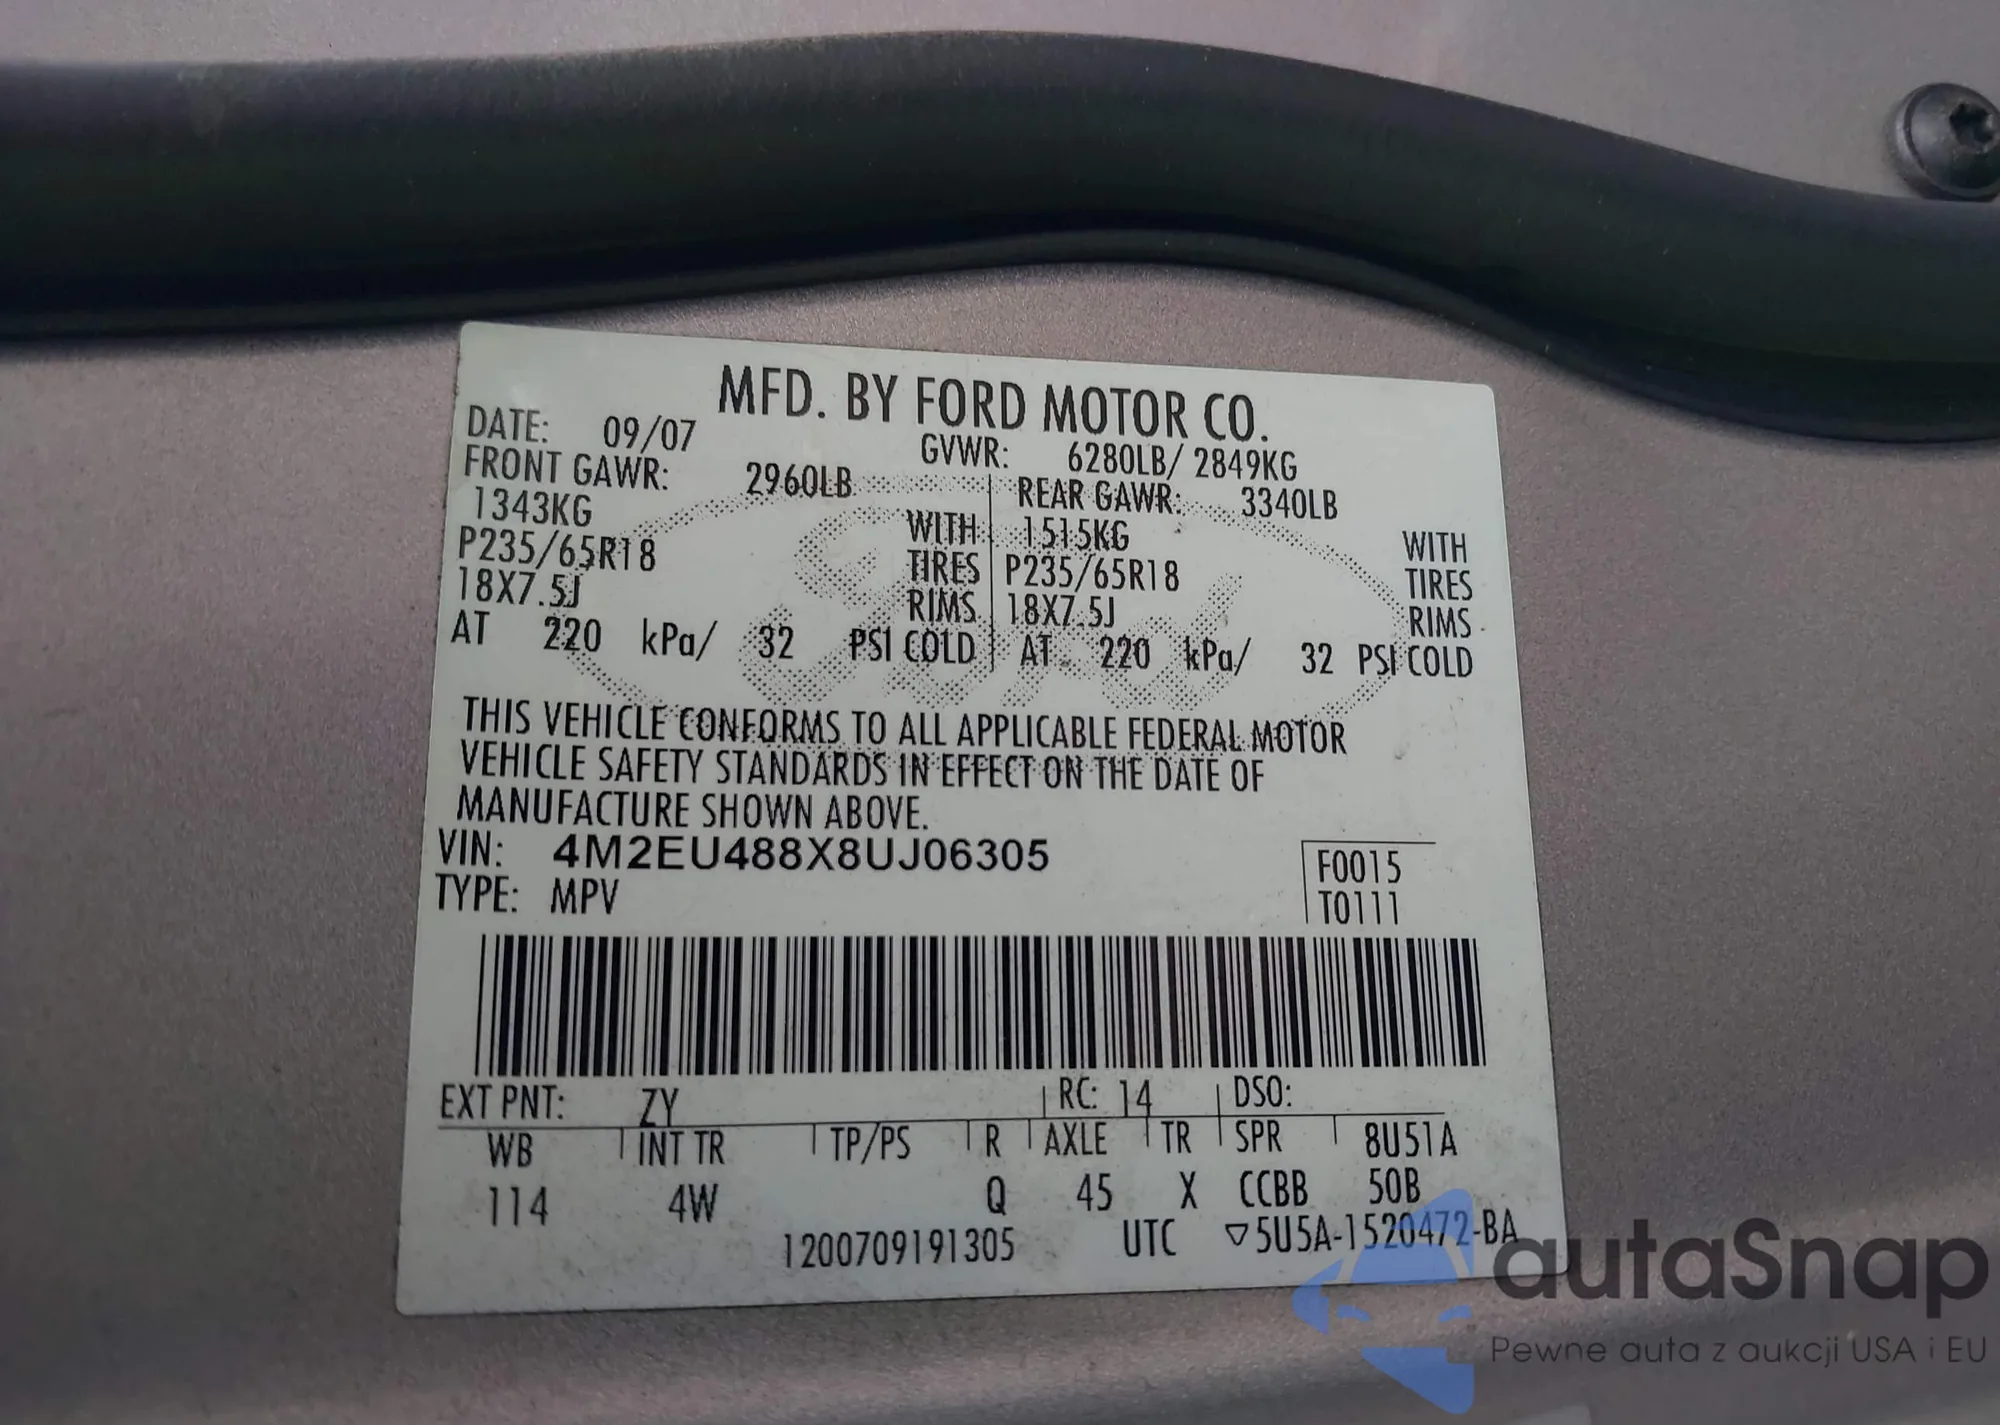 MFD. BY FORD MOTOR CO.
DATE: 09/07 GVWR: 6280LB/ 2849KG
FRONT GAWR: 2960LB REAR GAWR: 3340LB
1343KG WITH 1515KG WITH
P235/65R18 TIRES P235/65R18 TIRES
18X7.5J RIMS 18X7.5J RIMS
AT 220 kPa/ 32 PSI COLD AT 220 kPa/ 32 PSI COLD
THIS VEHICLE CONFORMS TO ALL APPLICABLE FEDERAL MOTOR
VEHICLE SAFETY STANDARDS IN EFFECT ON THE DATE OF
MANUFACTURE SHOWN ABOVE.
VIN: 4M2EU488X8UJ06305 F0015
TYPE: MPV T0111
EXT PNT: ZY RC: 14 DSO:
WB INT TR TP/PS R AXLE TR SPR 8U51A
114 4W Q 45 X CCBB 50B
1200709191305 UTC ▽5U5A-1520472-BA
autaSnap
Pewne auta z aukcji USA i EU